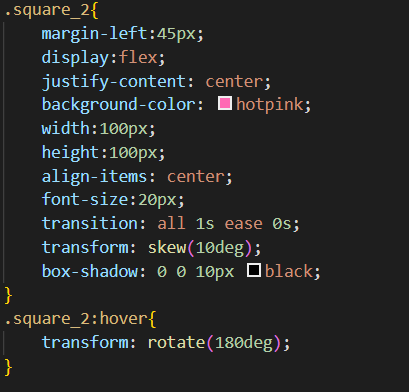 .square_2{
margin-left:45px;
display:flex;
justify-content: center;
background-color: hotpink;
width:100px;
height:100px;
align-items: center;
font-size:20px;
transition: all 1s ease 0s;
transform: skew(10deg);
box-shadow: 0 0 10px black;
}
.square_2:hover{
transform: rotate(180deg);
}